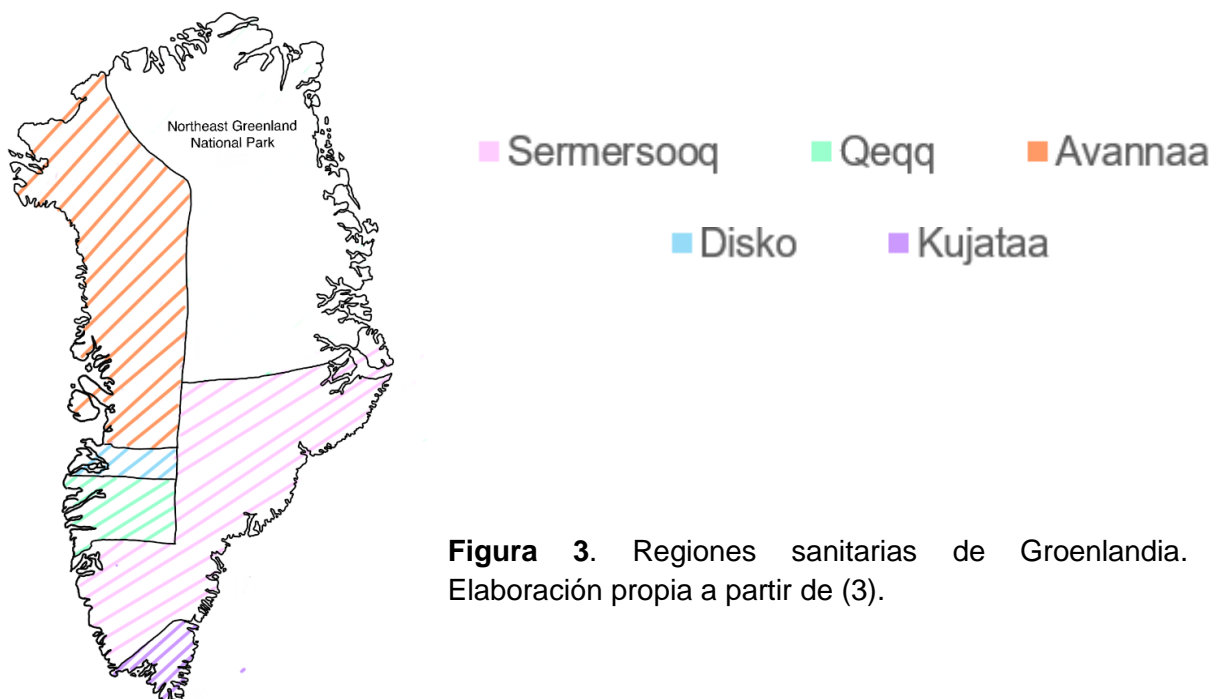 Northeast Greenland
National Park
Sermersooq Qeqq Avannaa
Disko Kujataa
Figura 3. Regiones sanitarias de Groenlandia.
Elaboración propia a partir de (3).